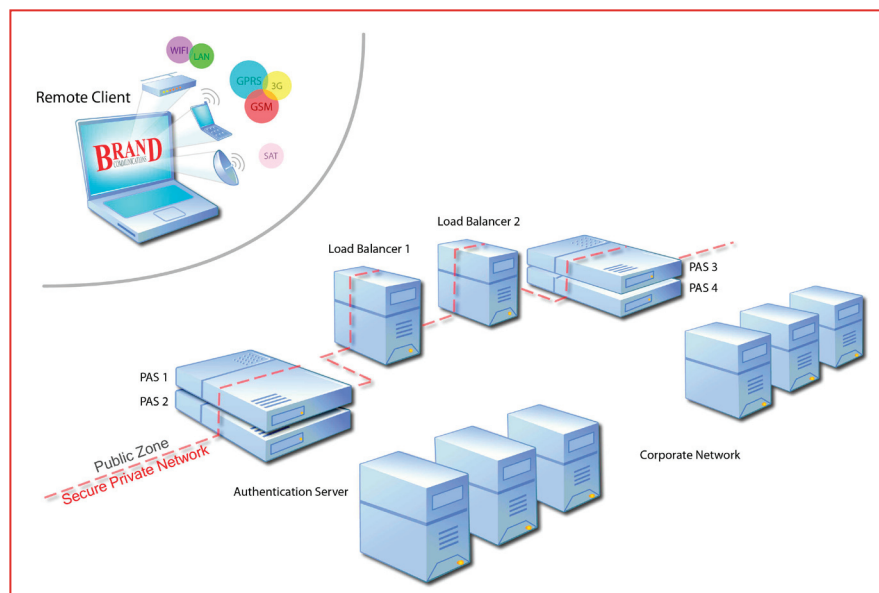 WIFI
LAN
GPRS
3G
GSM
SAT
Remote Client
BRAND
COMMUNICATIONS
Load Balancer 2
Load Balancer 1
PAS 3
PAS 4
PAS 1
PAS 2
Public Zone
Secure Private Network
Corporate Network
Authentication Server